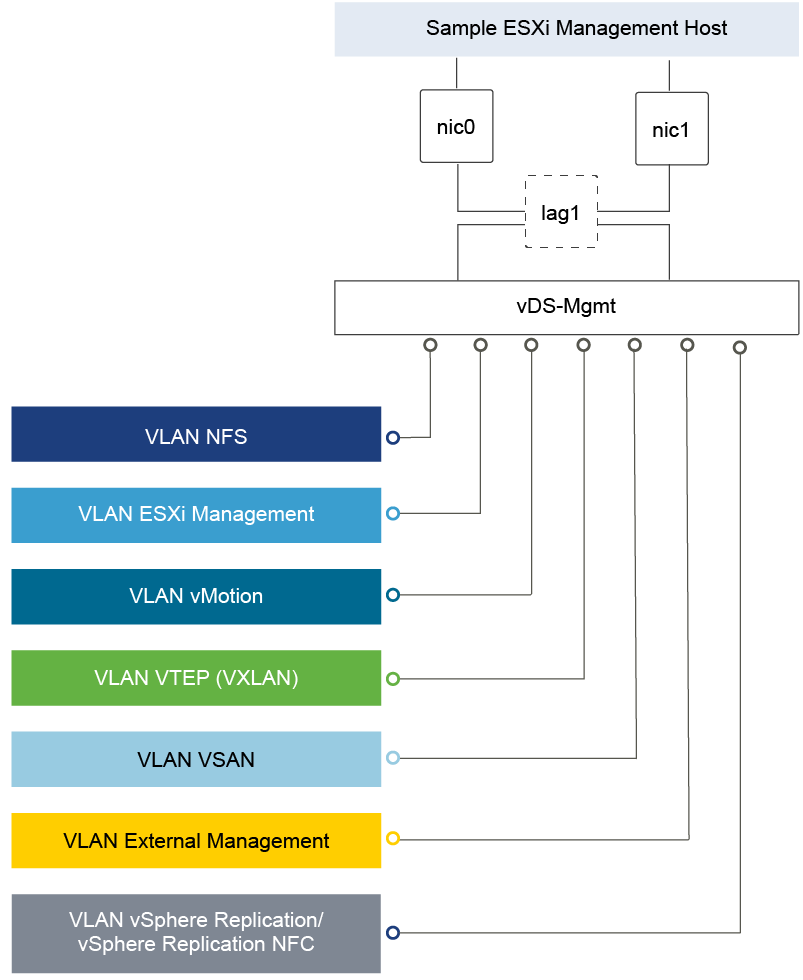 Sample ESXi Management Host
nic0
nic1
lag1
vDS-Mgmt
VLAN NFS
VLAN ESXi Management
VLAN vMotion
VLAN VTEP (VXLAN)
VLAN VSAN
VLAN External Management
VLAN vSphere Replication/
vSphere Replication NFC